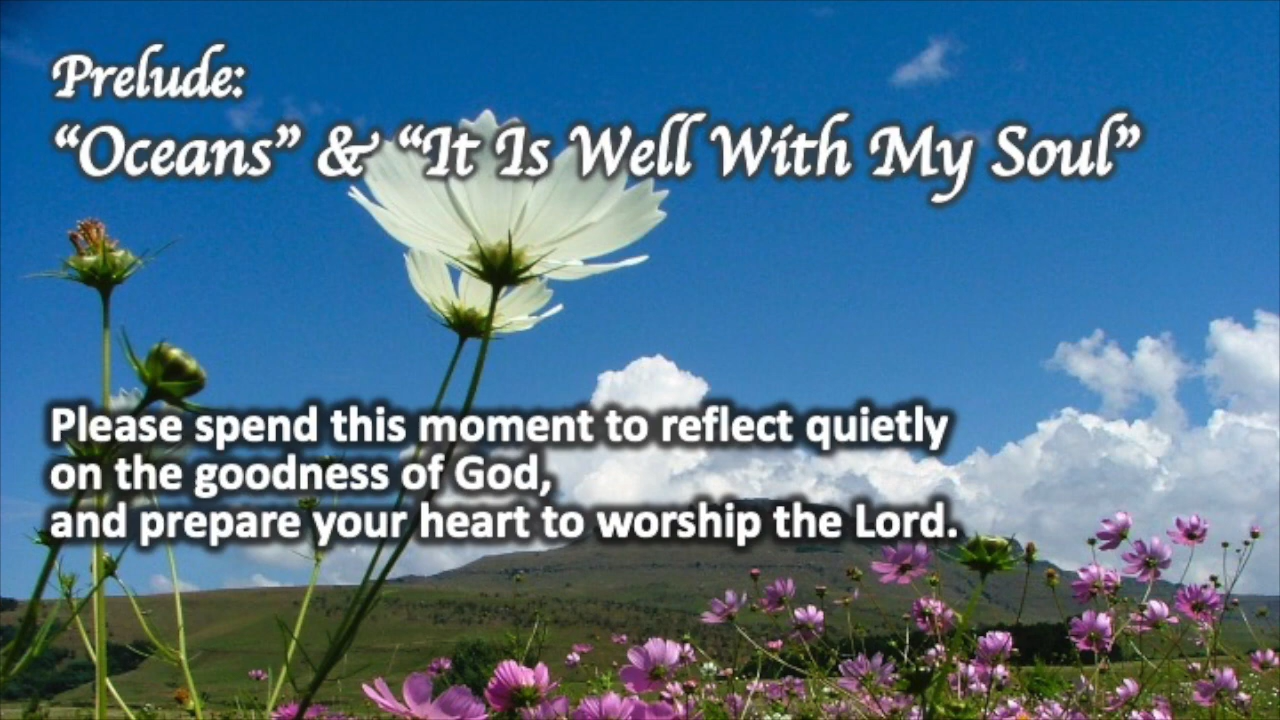 Prelude:
“Oceans” & “It Is Well With My Soul”
Please spend this moment to reflect quietly
on the goodness of God,
and prepare your heart to worship the Lord.